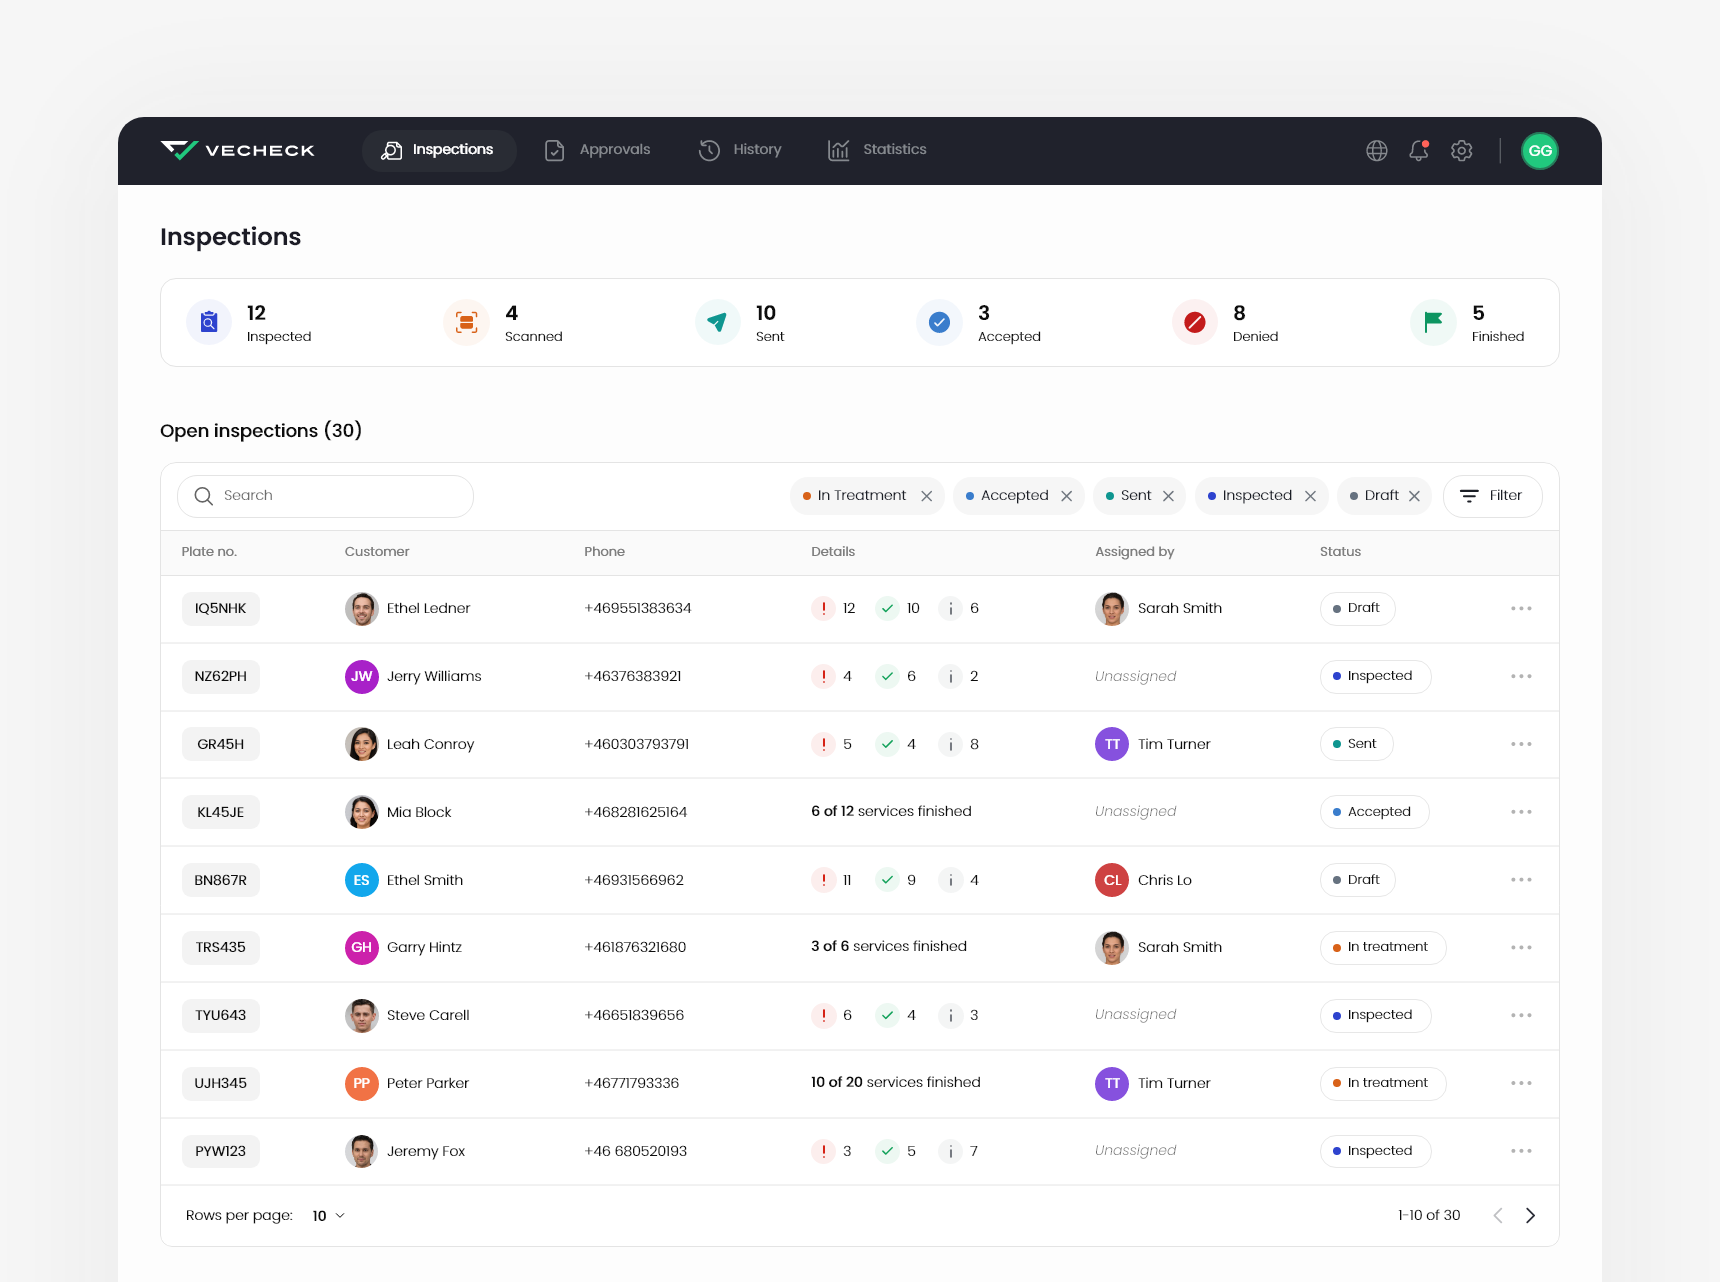 VECHECK Inspections Approvals History Statistics GG
Inspections
12 4 10 3 8 5
Inspected Scanned Sent Accepted Denied Finished
Open inspections (30)
Search In Treatment Accepted Sent Inspected Draft Filter
Plate no. Customer Phone Details Assigned by Status
IQ5NHK Ethel Ledner +469551383634 ! 12 10 i 6 Sarah Smith Draft
NZ62PH JW Jerry Williams +46376383921 ! 4 6 i 2 Unassigned Inspected
GR45H Leah Conroy +460303793791 ! 5 4 i 8 TT Tim Turner Sent
KL45JE Mia Block +468281625164 6 of 12 services finished Unassigned Accepted
BN867R ES Ethel Smith +46931566962 ! 11 9 i 4 CL Chris Lo Draft
TRS435 GH Garry Hintz +461876321680 3 of 6 services finished Sarah Smith In treatment
TYU643 Steve Carell +46651839656 ! 6 4 i 3 Unassigned Inspected
UJH345 PP Peter Parker +46771793336 10 of 20 services finished TT Tim Turner In treatment
PYW123 Jeremy Fox +46 680520193 ! 3 5 i 7 Unassigned Inspected
Rows per page: 10 1-10 of 30